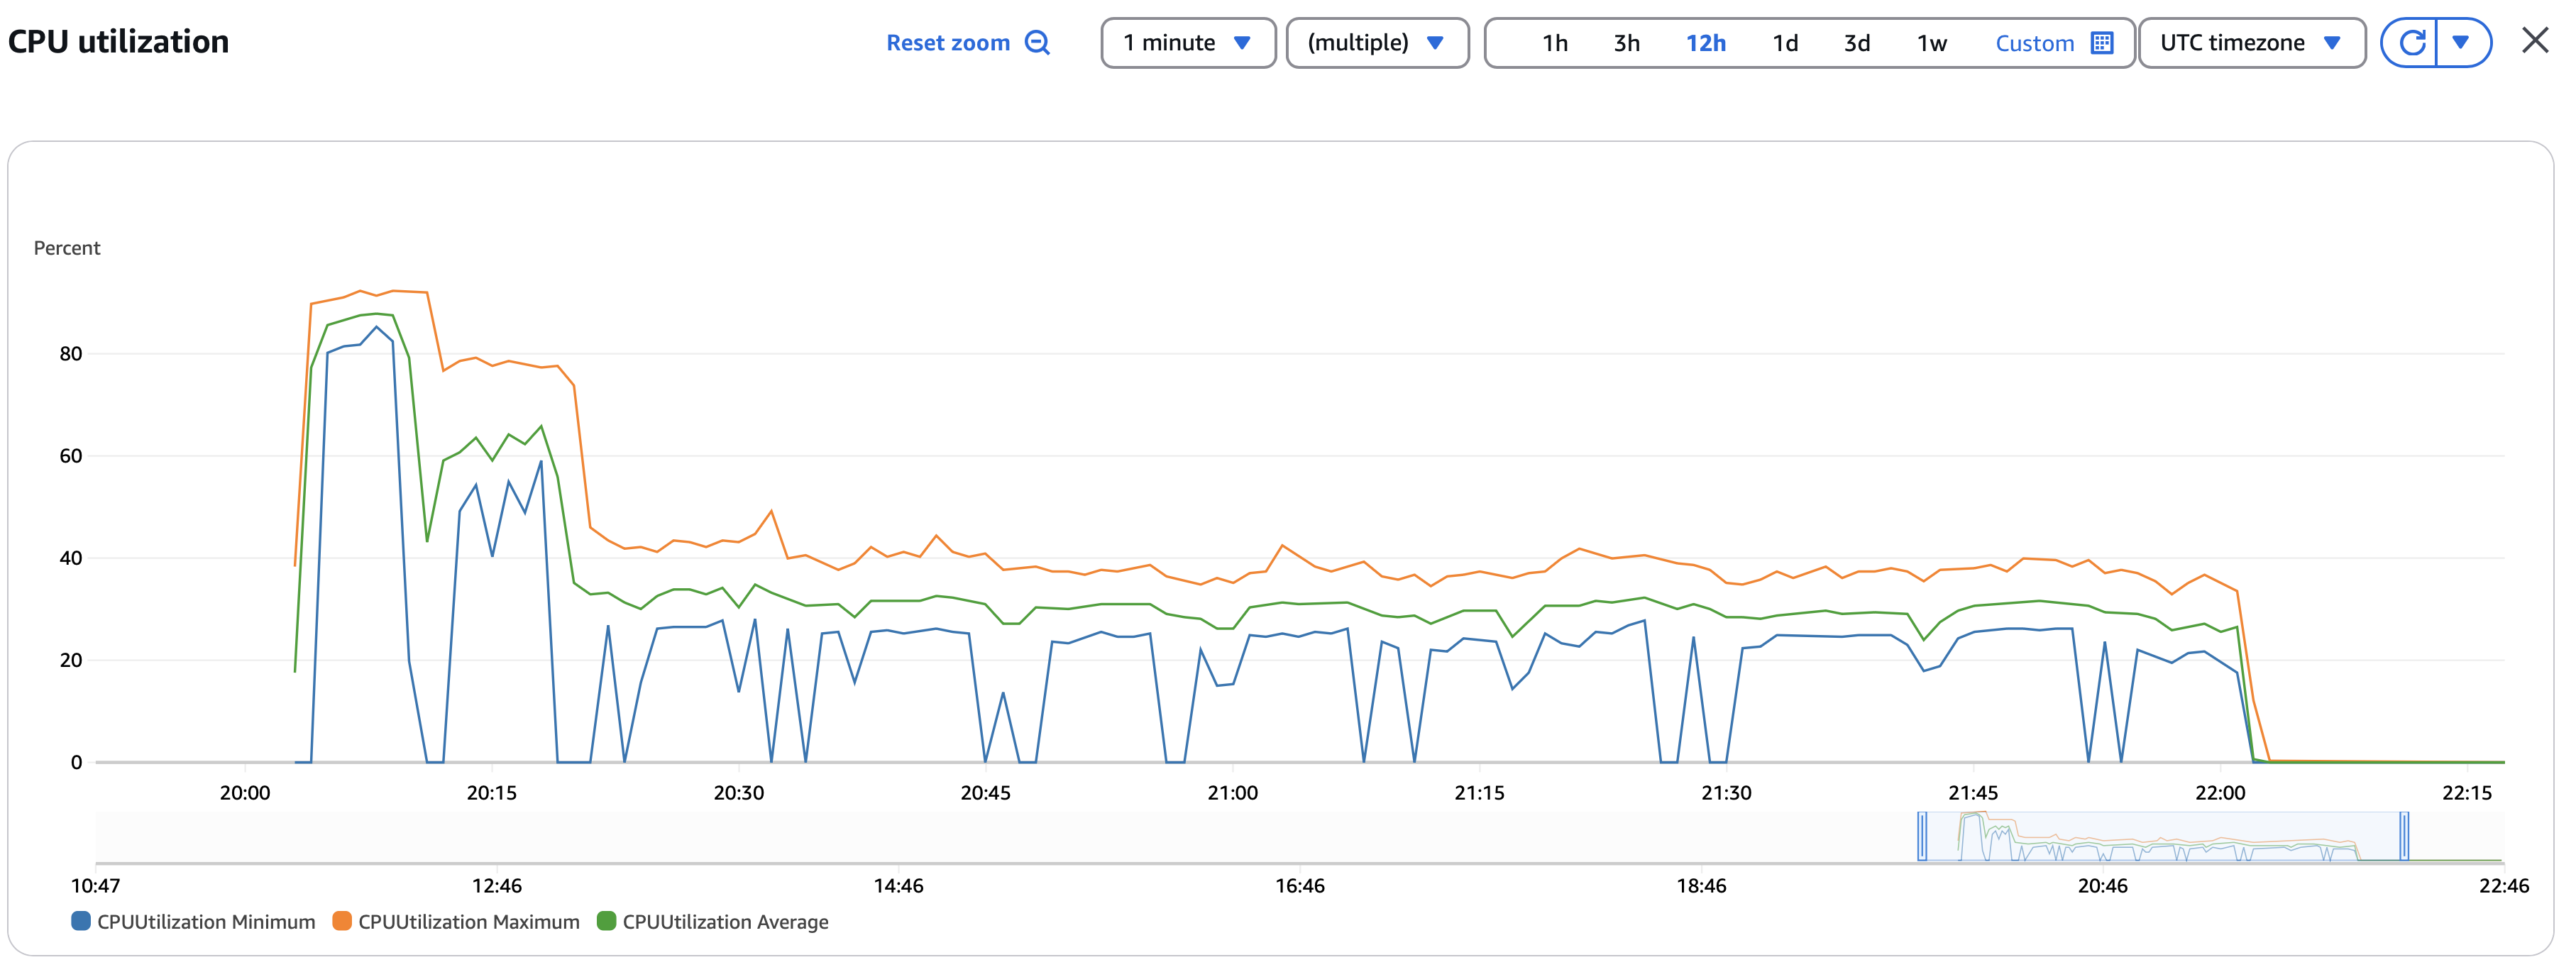 CPU utilization
Reset zoom
1 minute
(multiple)
1h 3h 12h 1d 3d 1w Custom
UTC timezone
Percent
80
60
40
20
0
20:00 20:15 20:30 20:45 21:00 21:15 21:30 21:45 22:00 22:15
10:47 12:46 14:46 16:46 18:46 20:46 22:46
CPUUtilization Minimum CPUUtilization Maximum CPUUtilization Average